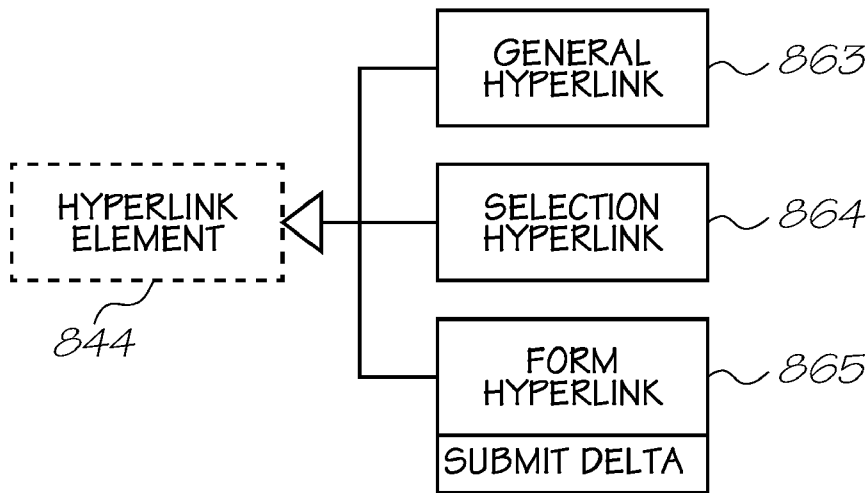 GENERAL
HYPERLINK
863
HYPERLINK
ELEMENT
844
SELECTION
HYPERLINK
864
FORM
HYPERLINK
865
SUBMIT DELTA